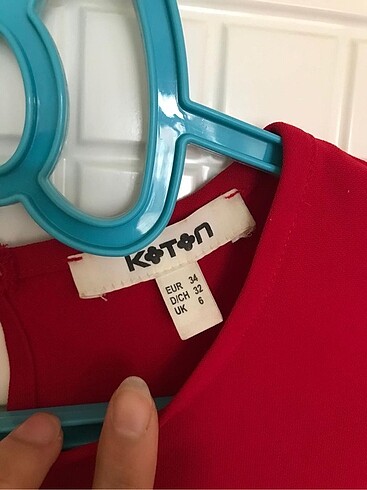 KOTON
EUR 34
D/CH 32
UK 6